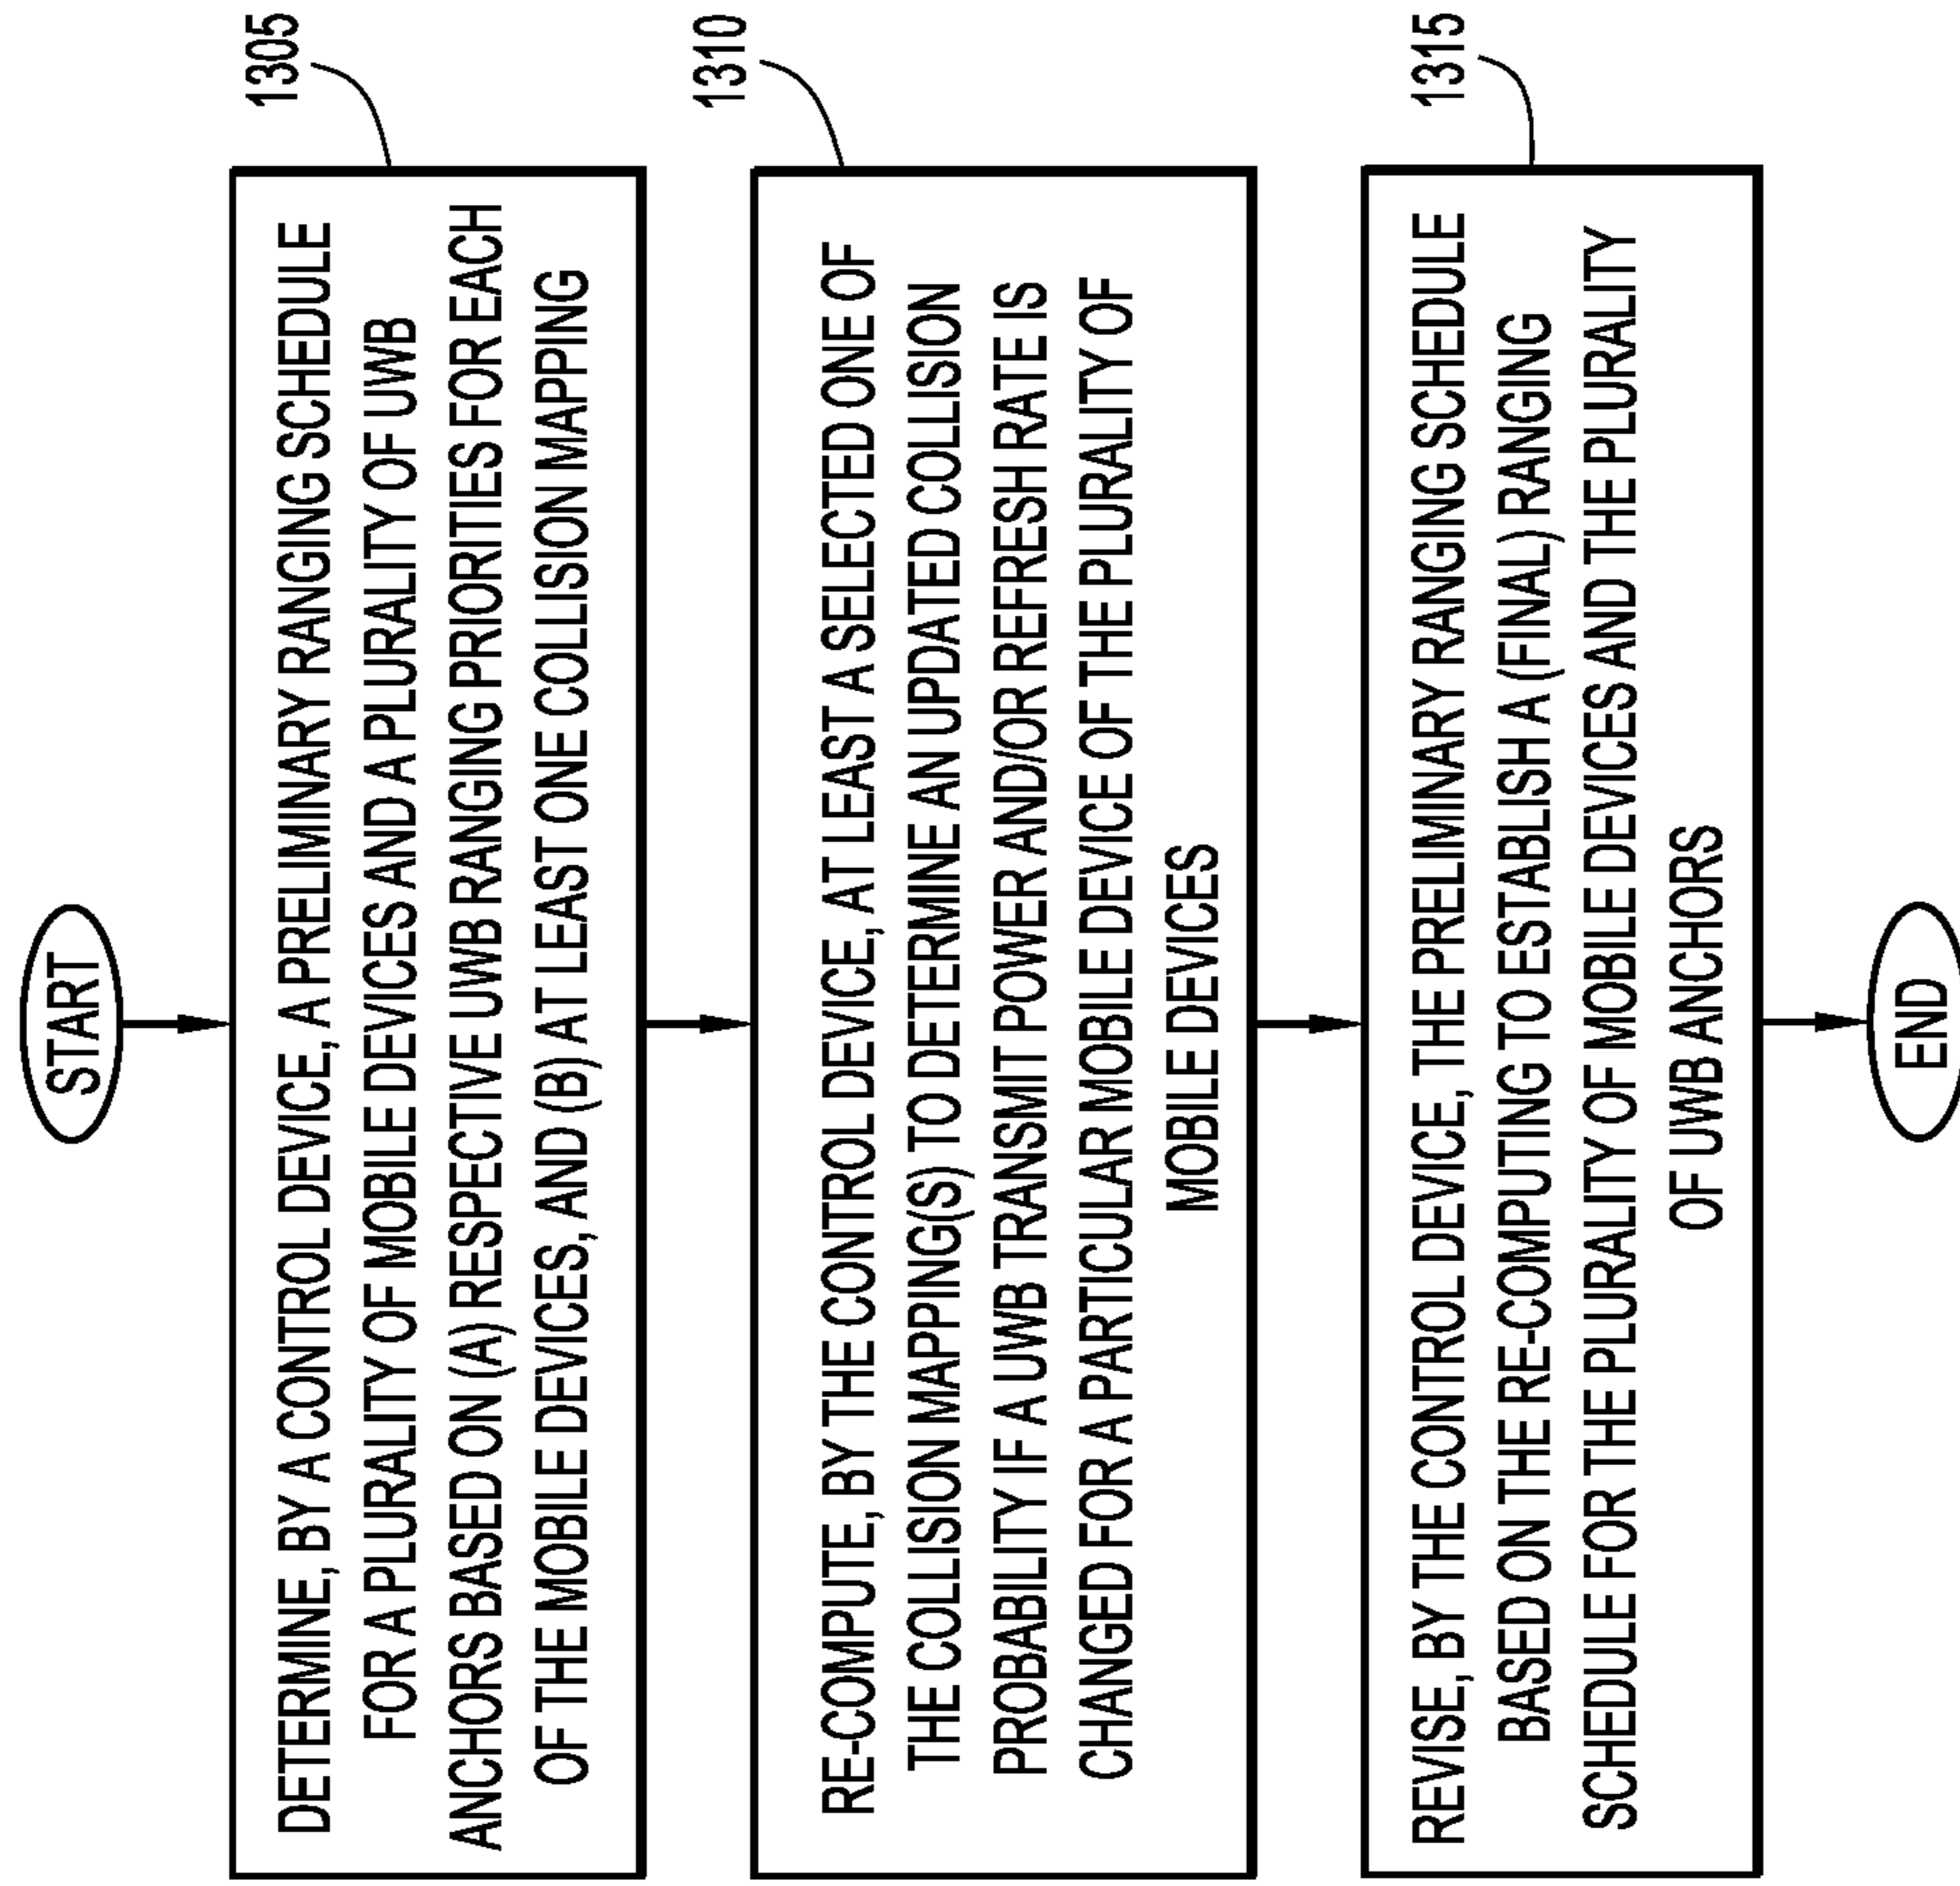 START
1305
DETERMINE, BY A CONTROL DEVICE, A PRELIMINARY RANGING SCHEDULE
FOR A PLURALITY OF MOBILE DEVICES AND A PLURALITY OF UWB
ANCHORS BASED ON (A) RESPECTIVE UWB RANGING PRIORITIES FOR EACH
OF THE MOBILE DEVICES, AND (B) AT LEAST ONE COLLISION MAPPING
1310
RE-COMPUTE, BY THE CONTROL DEVICE, AT LEAST A SELECTED ONE OF
THE COLLISION MAPPING(S) TO DETERMINE AN UPDATED COLLISION
PROBABILITY IF A UWB TRANSMIT POWER AND/OR REFRESH RATE IS
CHANGED FOR A PARTICULAR MOBILE DEVICE OF THE PLURALITY OF
MOBILE DEVICES
1315
REVISE, BY THE CONTROL DEVICE, THE PRELIMINARY RANGING SCHEDULE
BASED ON THE RE-COMPUTING TO ESTABLISH A (FINAL) RANGING
SCHEDULE FOR THE PLURALITY OF MOBILE DEVICES AND THE PLURALITY
OF UWB ANCHORS
END